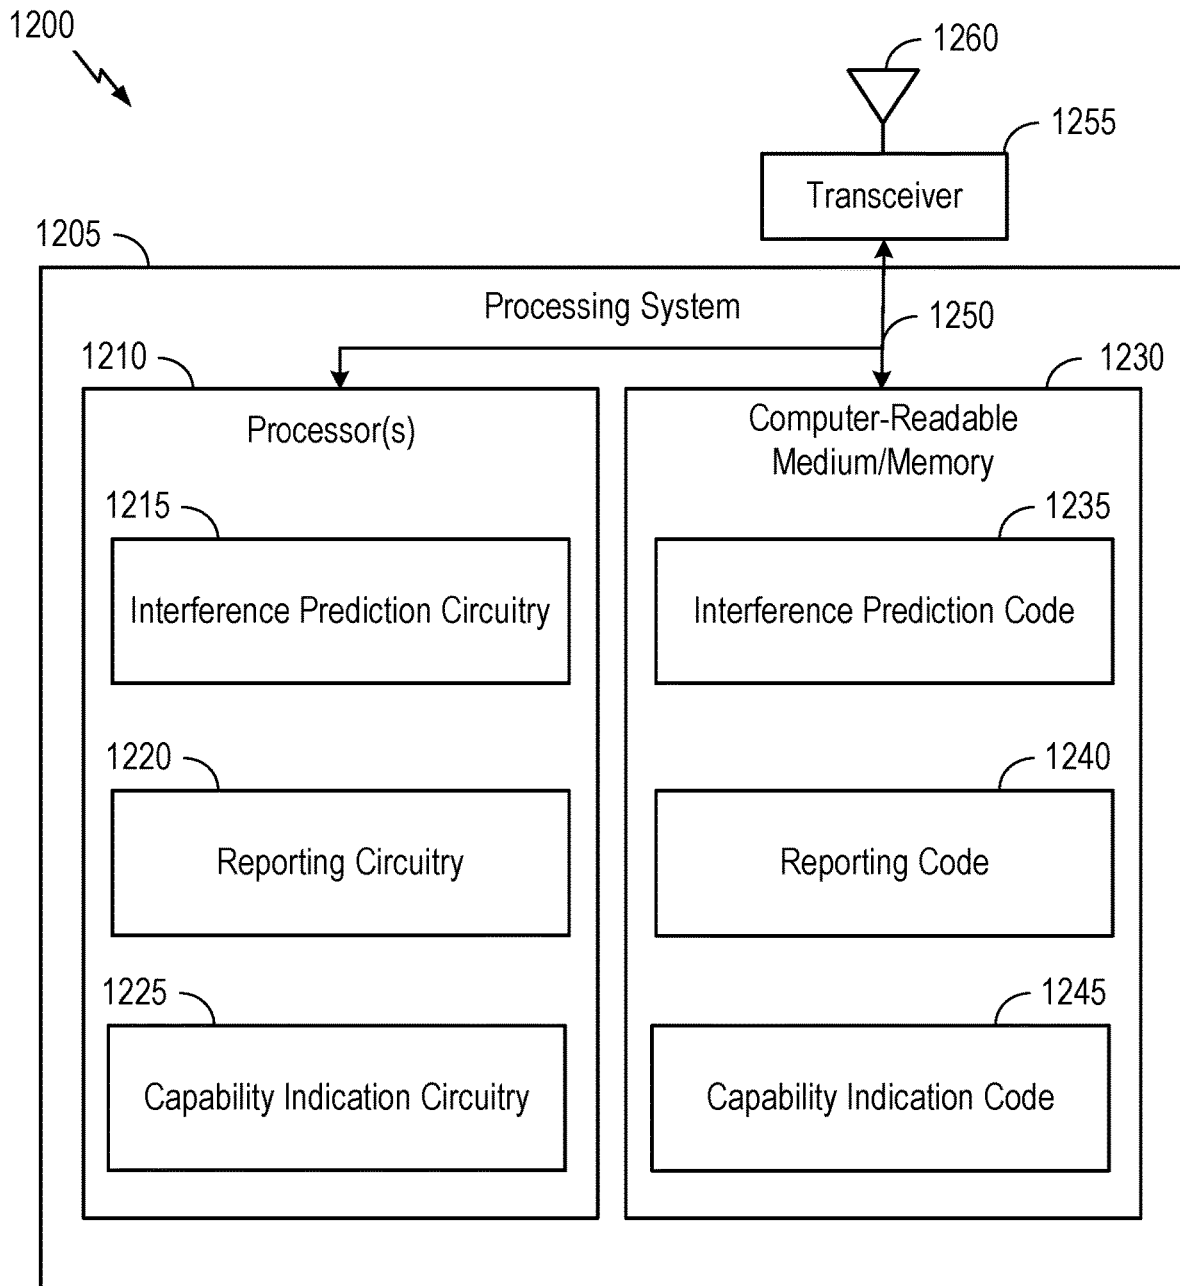 1200
1260
1255
Transceiver
1205
Processing System
1250
1210
1230
Processor(s)
Computer-Readable
Medium/Memory
1215
1235
Interference Prediction Circuitry
Interference Prediction Code
1220
1240
Reporting Circuitry
Reporting Code
1225
1245
Capability Indication Circuitry
Capability Indication Code